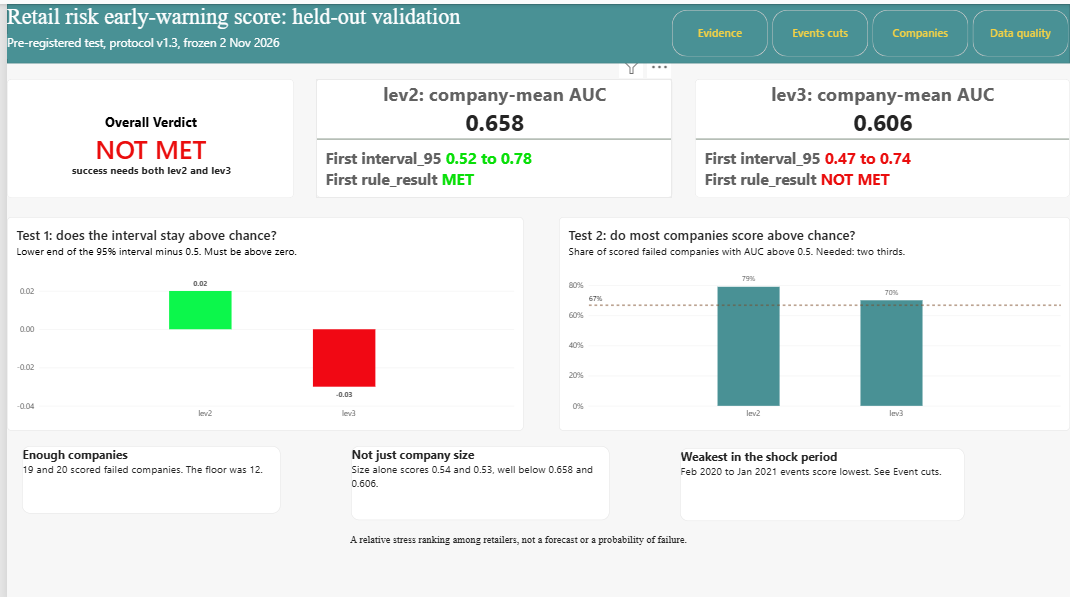 Retail risk early-warning score: held-out validation
Pre-registered test, protocol v1.3, frozen 2 Nov 2026
Evidence
Events cuts
Companies
Data quality
Overall Verdict
NOT MET
success needs both lev2 and lev3
lev2: company-mean AUC
0.658
First interval_95 0.52 to 0.78
First rule_result MET
lev3: company-mean AUC
0.606
First interval_95 0.47 to 0.74
First rule_result NOT MET
Test 1: does the interval stay above chance?
Lower end of the 95% interval minus 0.5. Must be above zero.
0.02
0.00
-0.02
-0.04
0.02
-0.03
lev2
lev3
Test 2: do most companies score above chance?
Share of scored failed companies with AUC above 0.5. Needed: two thirds.
80%
60%
40%
20%
0%
67%
79%
70%
lev2
lev3
Enough companies
19 and 20 scored failed companies. The floor was 12.
Not just company size
Size alone scores 0.54 and 0.53, well below 0.658 and
0.606.
Weakest in the shock period
Feb 2020 to Jan 2021 events score lowest. See Event cuts.
A relative stress ranking among retailers, not a forecast or a probability of failure.